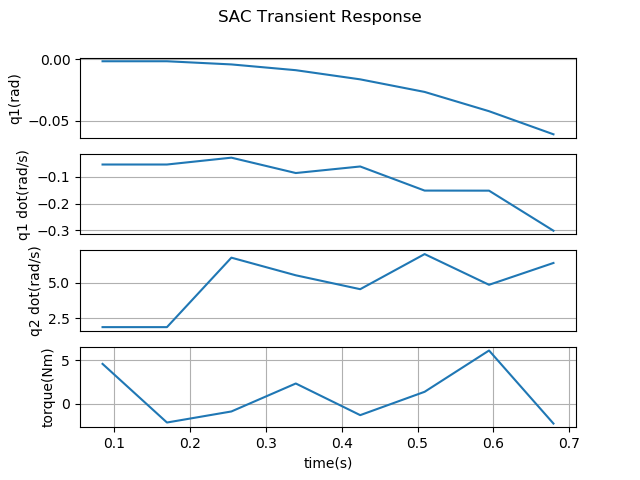 SAC Transient Response
q1(rad)
0.00
−0.05
q1 dot(rad/s)
−0.1
−0.2
−0.3
q2 dot(rad/s)
5.0
2.5
torque(Nm)
5
0
0.1 0.2 0.3 0.4 0.5 0.6 0.7
time(s)